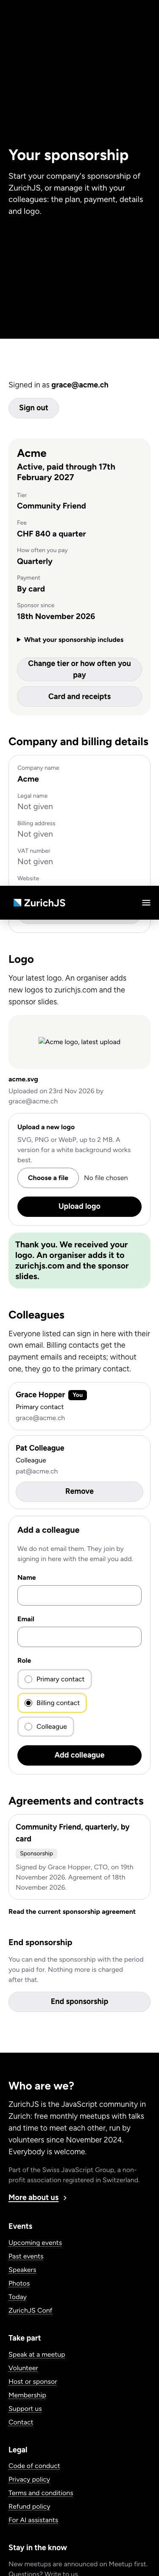 Your sponsorship
Start your company's sponsorship of
ZurichJS, or manage it with your
colleagues: the plan, payment, details
and logo.
Signed in as grace@acme.ch
Sign out
Acme
Active, paid through 17th
February 2027
Tier
Community Friend
Fee
CHF 840 a quarter
How often you pay
Quarterly
Payment
By card
Sponsor since
18th November 2026
What your sponsorship includes
Change tier or how often you
pay
Card and receipts
Company and billing details
Company name
Acme
Legal name
Not given
Billing address
Not given
VAT number
Not given
Website
ZurichJS
Logo
Your latest logo. An organiser adds
new logos to zurichjs.com and the
sponsor slides.
Acme logo, latest upload
acme.svg
Uploaded on 23rd Nov 2026 by
grace@acme.ch
Upload a new logo
SVG, PNG or WebP, up to 2 MB. A
version for a white background works
best.
Choose a file
No file chosen
Upload logo
Thank you. We received your
logo. An organiser adds it to
zurichjs.com and the sponsor
slides.
Colleagues
Everyone listed can sign in here with their
own email. Billing contacts get the
payment emails and receipts; without
one, they go to the primary contact.
Grace Hopper You
Primary contact
grace@acme.ch
Pat Colleague
Colleague
pat@acme.ch
Remove
Add a colleague
We do not email them. They join by
signing in here with the email you add.
Name
Email
Role
Primary contact
Billing contact
Colleague
Add colleague
Agreements and contracts
Community Friend, quarterly, by
card
Sponsorship
Signed by Grace Hopper, CTO, on 19th
November 2026. Agreement of 18th
November 2026.
Read the current sponsorship agreement
End sponsorship
You can end the sponsorship with the period
you paid for. Nothing more is charged
after that.
End sponsorship
Who are we?
ZurichJS is the JavaScript community in
Zurich: free monthly meetups with talks
and time to meet each other, run by
volunteers since November 2024.
Everybody is welcome.
Part of the Swiss JavaScript Group, a non-
profit association registered in Switzerland.
More about us
Events
Upcoming events
Past events
Speakers
Photos
Today
ZurichJS Conf
Take part
Speak at a meetup
Volunteer
Host or sponsor
Membership
Support us
Contact
Legal
Code of conduct
Privacy policy
Terms and conditions
Refund policy
For AI assistants
Stay in the know
New meetups are announced on Meetup first.
Questions? Write to us.